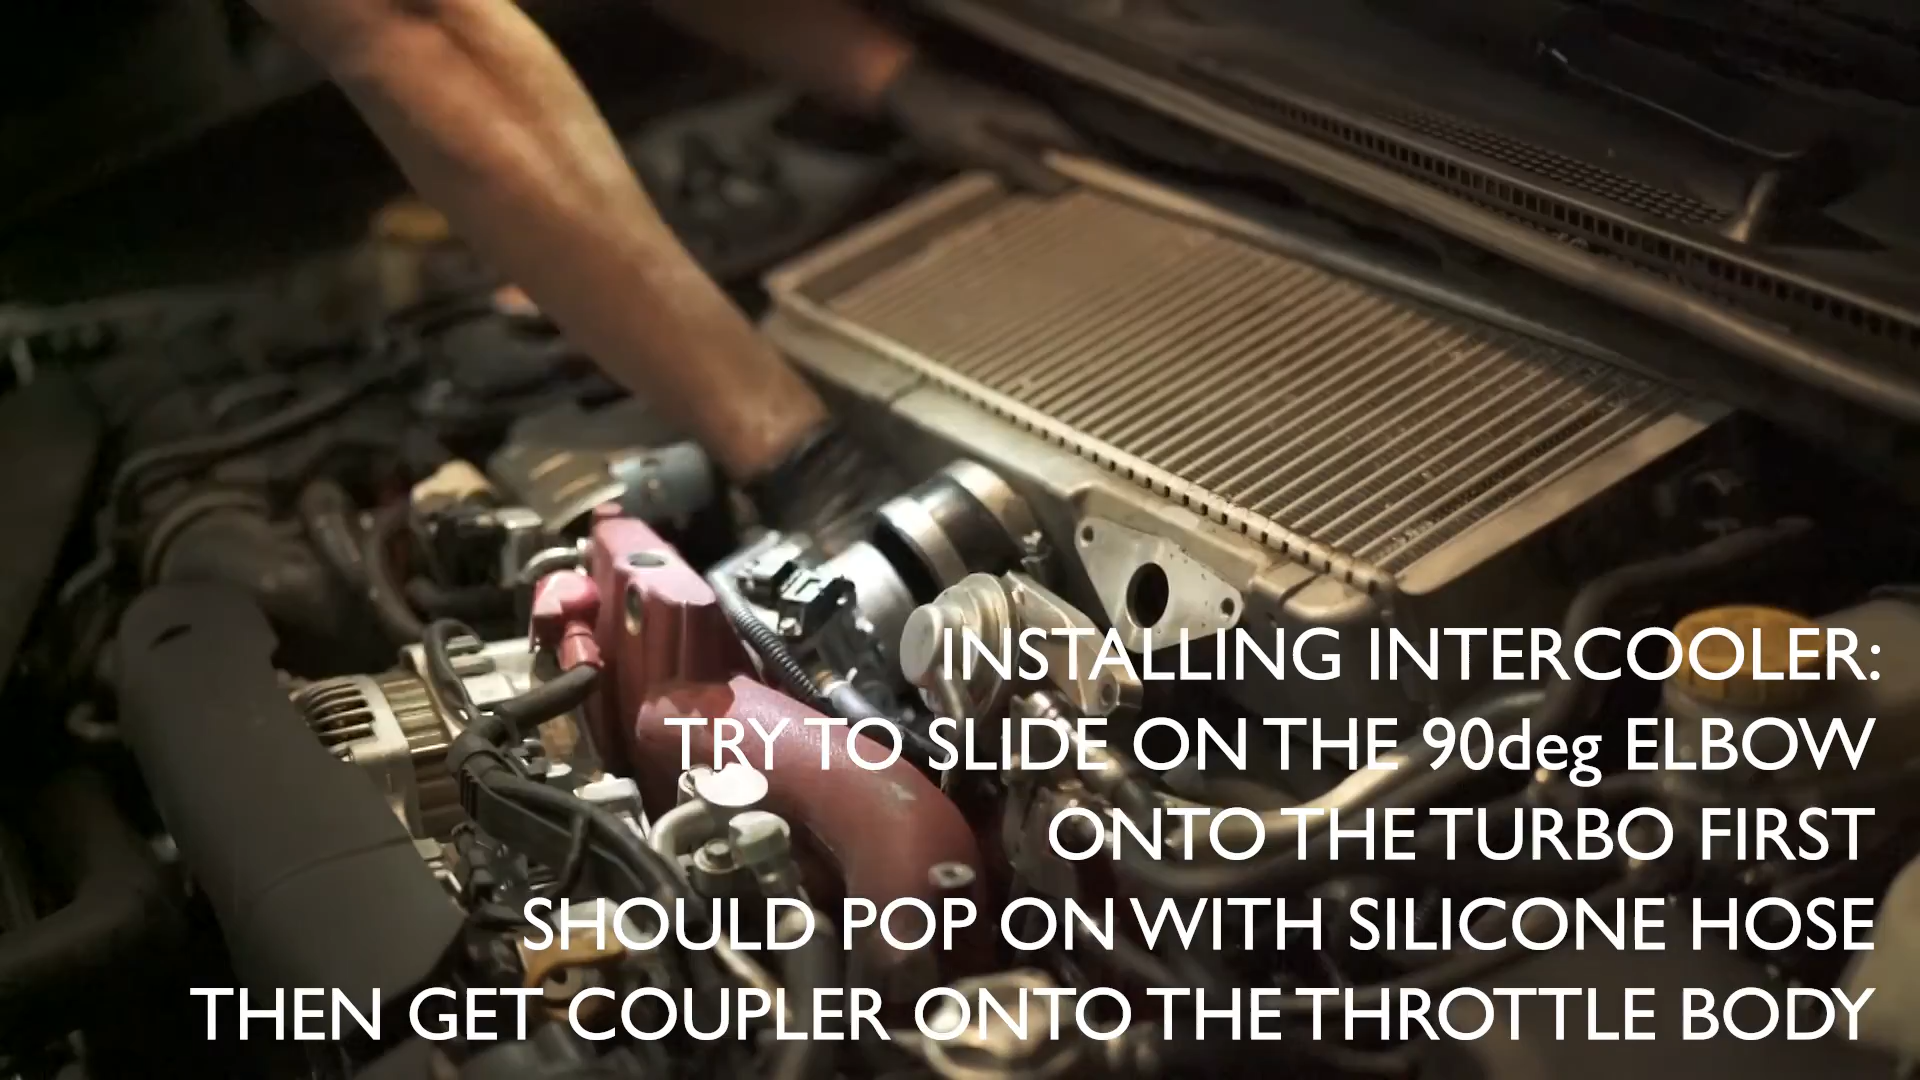 INSTALLING INTERCOOLER:
TRY TO SLIDE ON THE 90deg ELBOW
ONTO THE TURBO FIRST
SHOULD POP ON WITH SILICONE HOSE
THEN GET COUPLER ONTO THE THROTTLE BODY